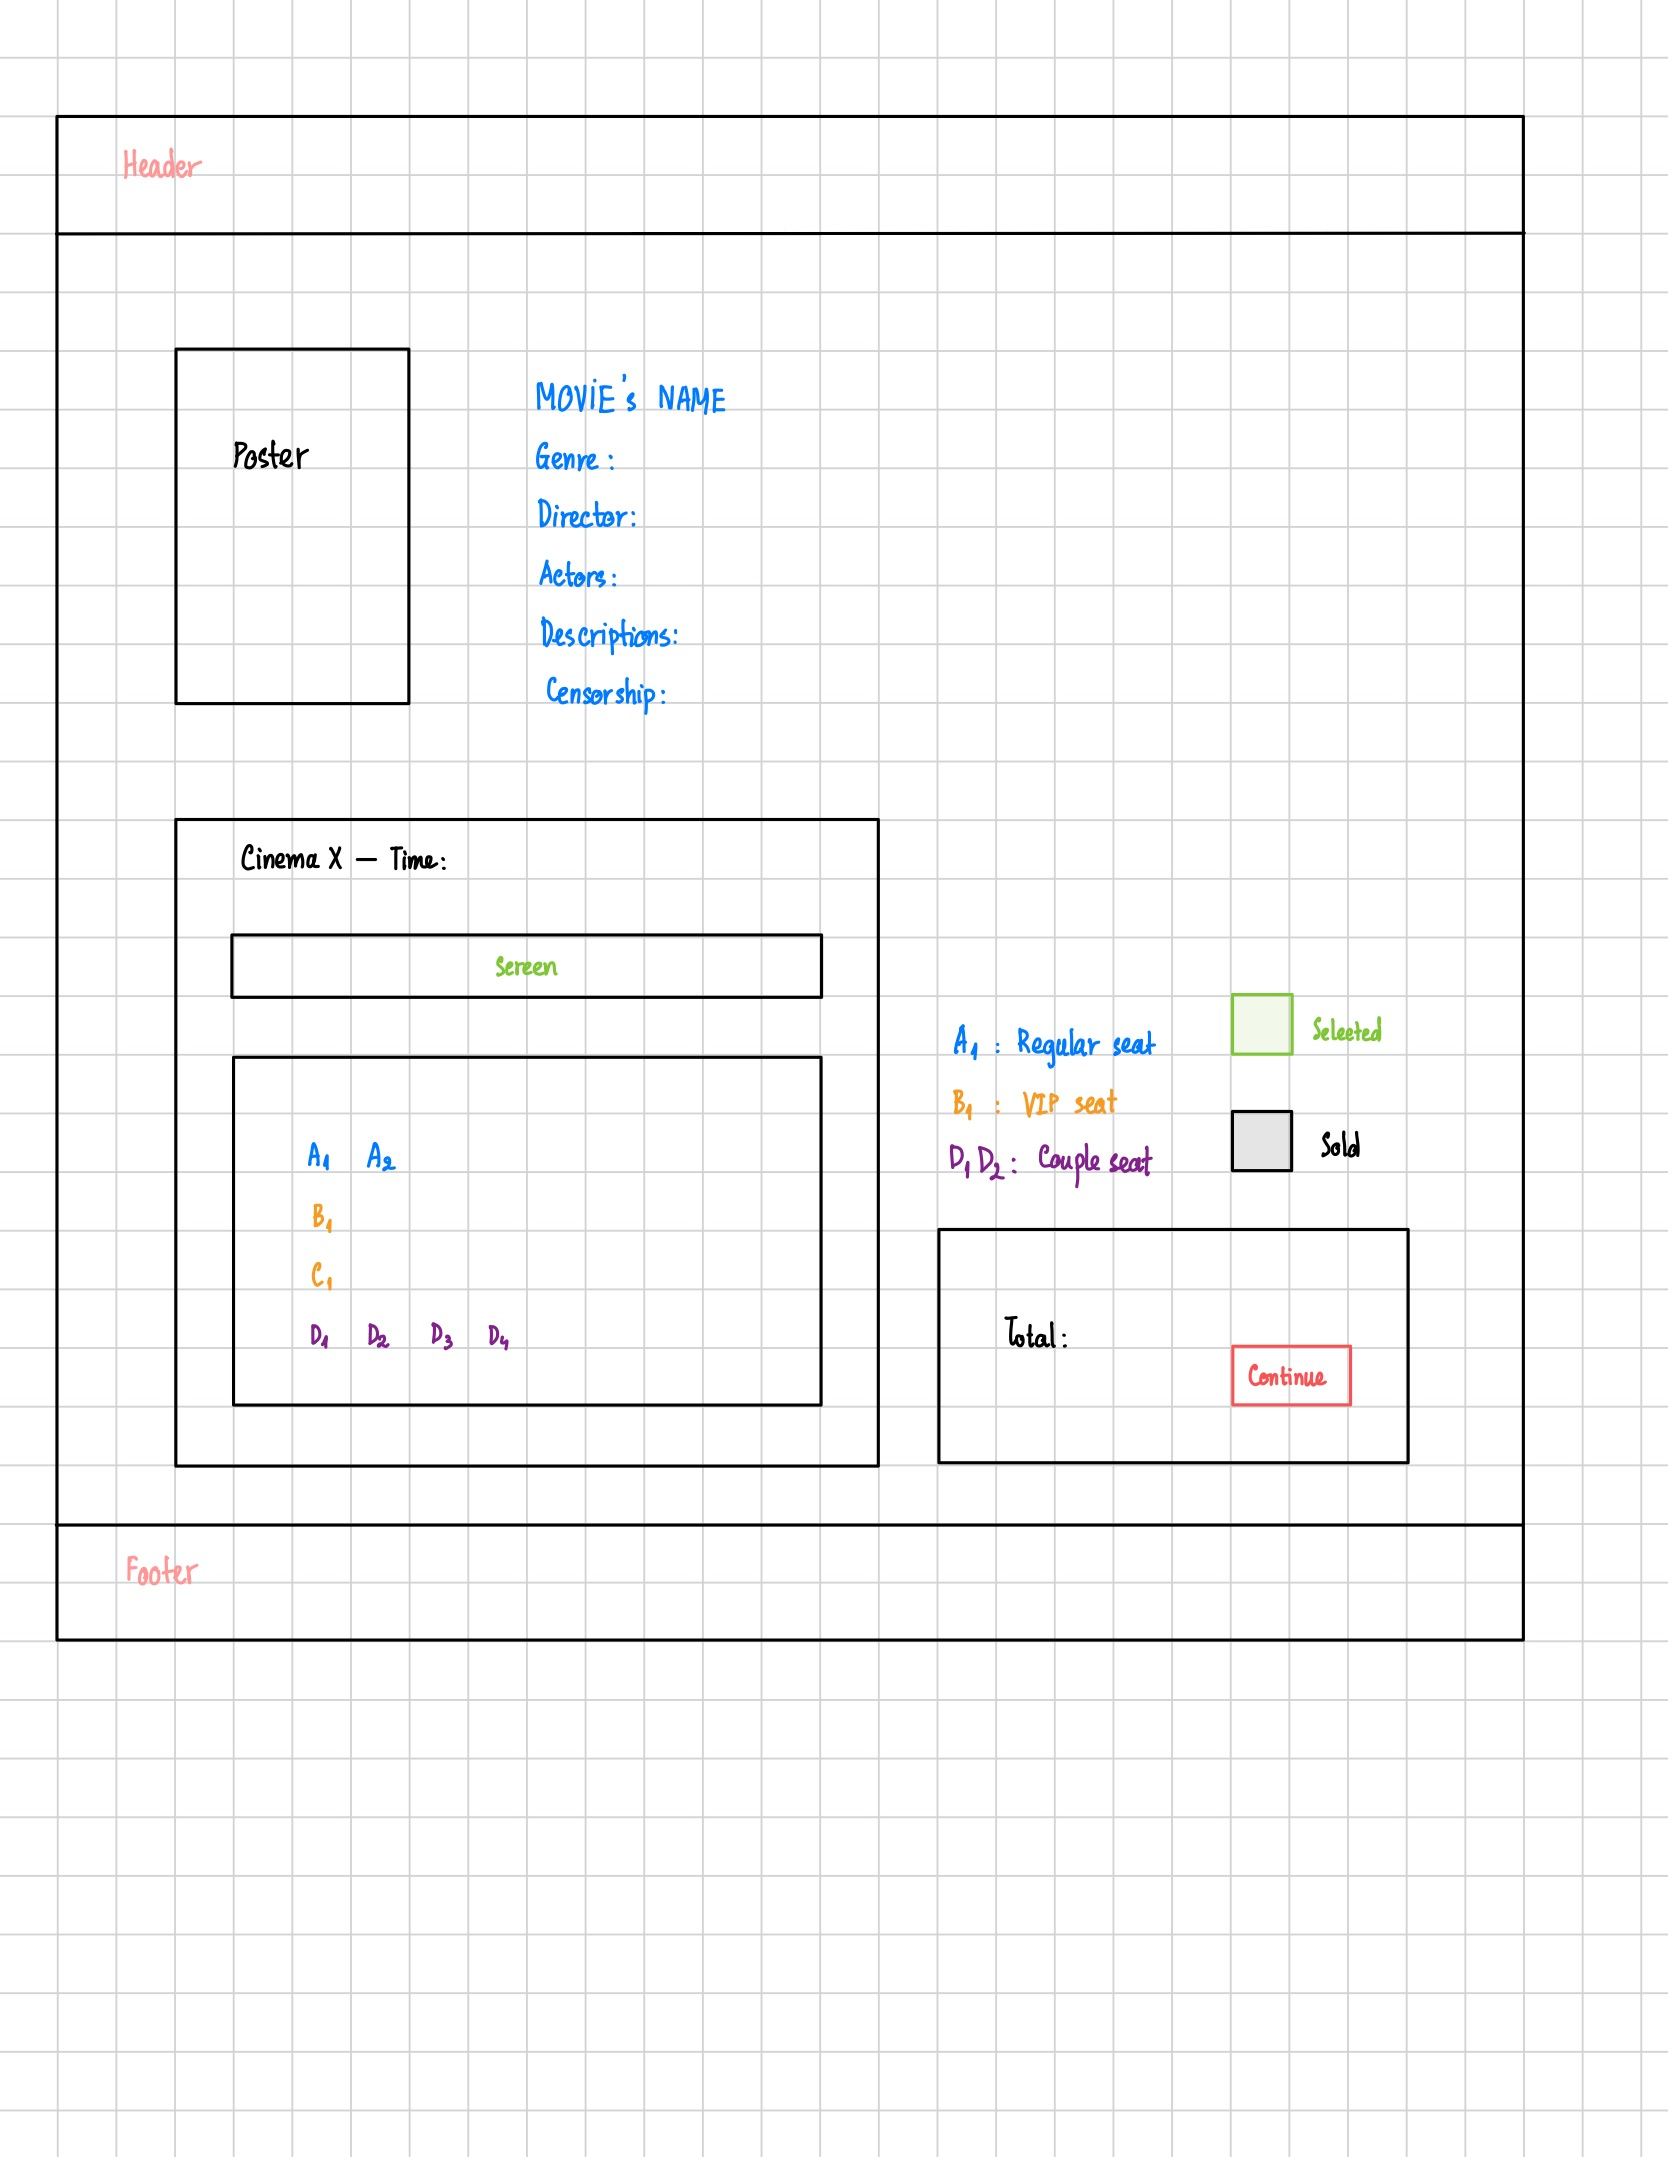 Header
Poster
MOVIE's NAME
Genre:
Director:
Actors:
Descriptions:
Censorship:
Cinema X — Time:
Screen
A1 A2
B1
C1
D1 D2 D3 D4
A1 : Regular seat
B1 : VIP seat
D1 D2 : Couple seat
Selected
Sold
Total:
Continue
Footer